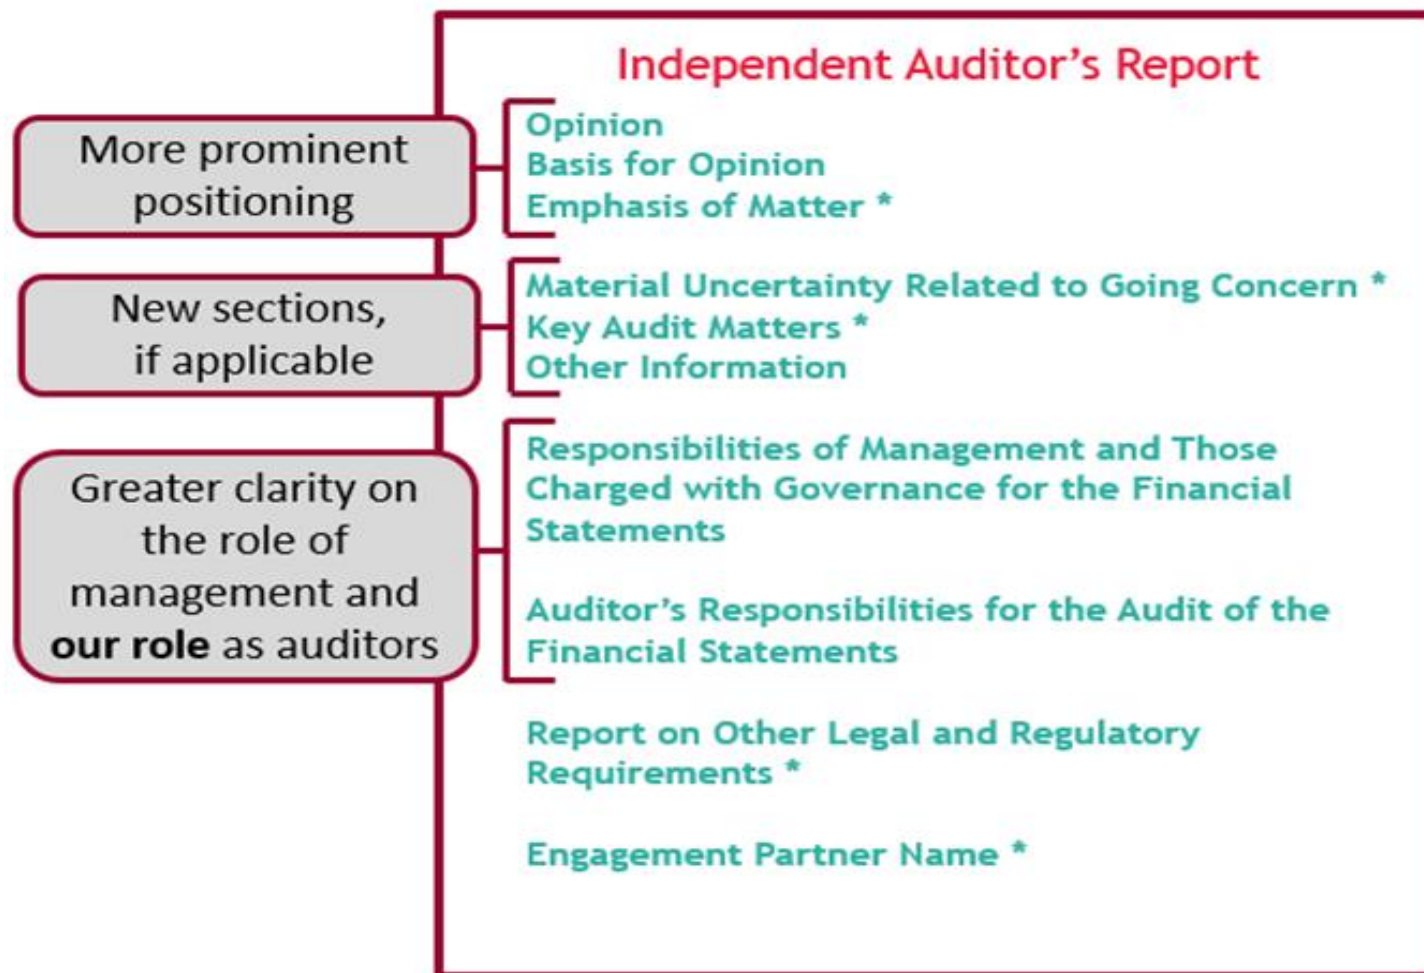 Independent Auditor's Report
More prominent
positioning
Opinion
Basis for Opinion
Emphasis of Matter *
New sections,
if applicable
Material Uncertainty Related to Going Concern *
Key Audit Matters *
Other Information
Greater clarity on
the role of
management and
our role as auditors
Responsibilities of Management and Those
Charged with Governance for the Financial
Statements
Auditor's Responsibilities for the Audit of the
Financial Statements
Report on Other Legal and Regulatory
Requirements *
Engagement Partner Name *